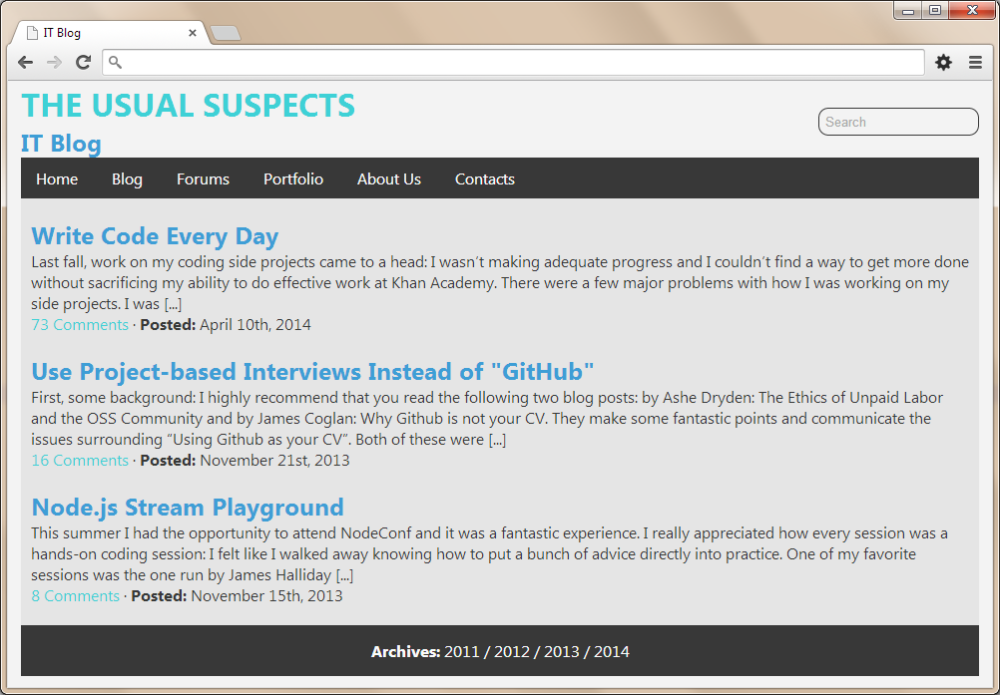 IT Blog
THE USUAL SUSPECTS
IT Blog
Search
Home Blog Forums Portfolio About Us Contacts
Write Code Every Day
Last fall, work on my coding side projects came to a head: I wasn’t making adequate progress and I couldn’t find a way to get more done
without sacrificing my ability to do effective work at Khan Academy. There were a few major problems with how I was working on my
side projects. I was [...]
73 Comments · Posted: April 10th, 2014
Use Project-based Interviews Instead of "GitHub"
First, some background: I highly recommend that you read the following two blog posts: by Ashe Dryden: The Ethics of Unpaid Labor
and the OSS Community and by James Coglan: Why Github is not your CV. They make some fantastic points and communicate the
issues surrounding “Using Github as your CV”. Both of these were [...]
16 Comments · Posted: November 21st, 2013
Node.js Stream Playground
This summer I had the opportunity to attend NodeConf and it was a fantastic experience. I really appreciated how every session was a
hands-on coding session: I felt like I walked away knowing how to put a bunch of advice directly into practice. One of my favorite
sessions was the one run by James Halliday [...]
8 Comments · Posted: November 15th, 2013
Archives: 2011 / 2012 / 2013 / 2014